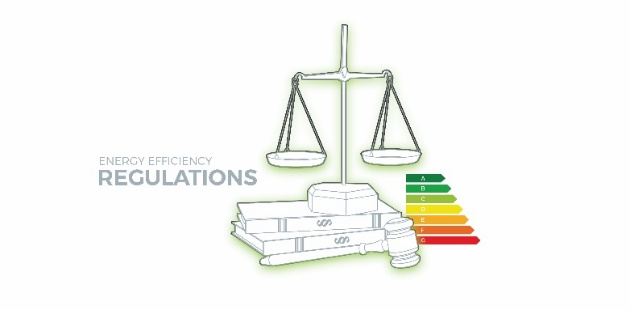 ENERGY EFFICIENCY
REGULATIONS
§§
§§
A
B
C
D
E
F
G